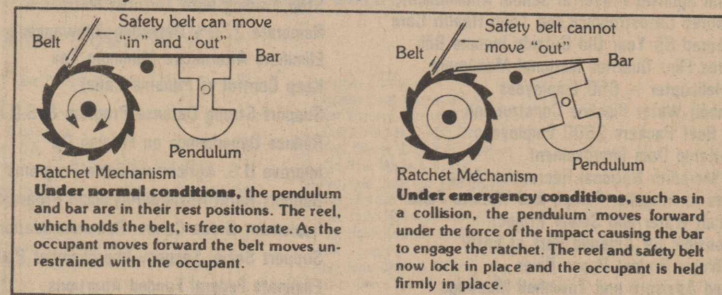 Safety belt can move
"in" and "out"
Belt
Bar
Pendulum
Ratchet Mechanism
Under normal conditions, the pendulum
and bar are in their rest positions. The reel,
which holds the belt, is free to rotate. As the
occupant moves forward the belt moves un-
restrained with the occupant.
Safety belt cannot
move "out"
Belt
Bar
Pendulum
Ratchet Mechanism
Under emergency conditions, such as in
a collision, the pendulum moves forward
under the force of the impact causing the bar
to engage the ratchet. The reel and safety belt
now lock in place and the occupant is held
firmly in place.